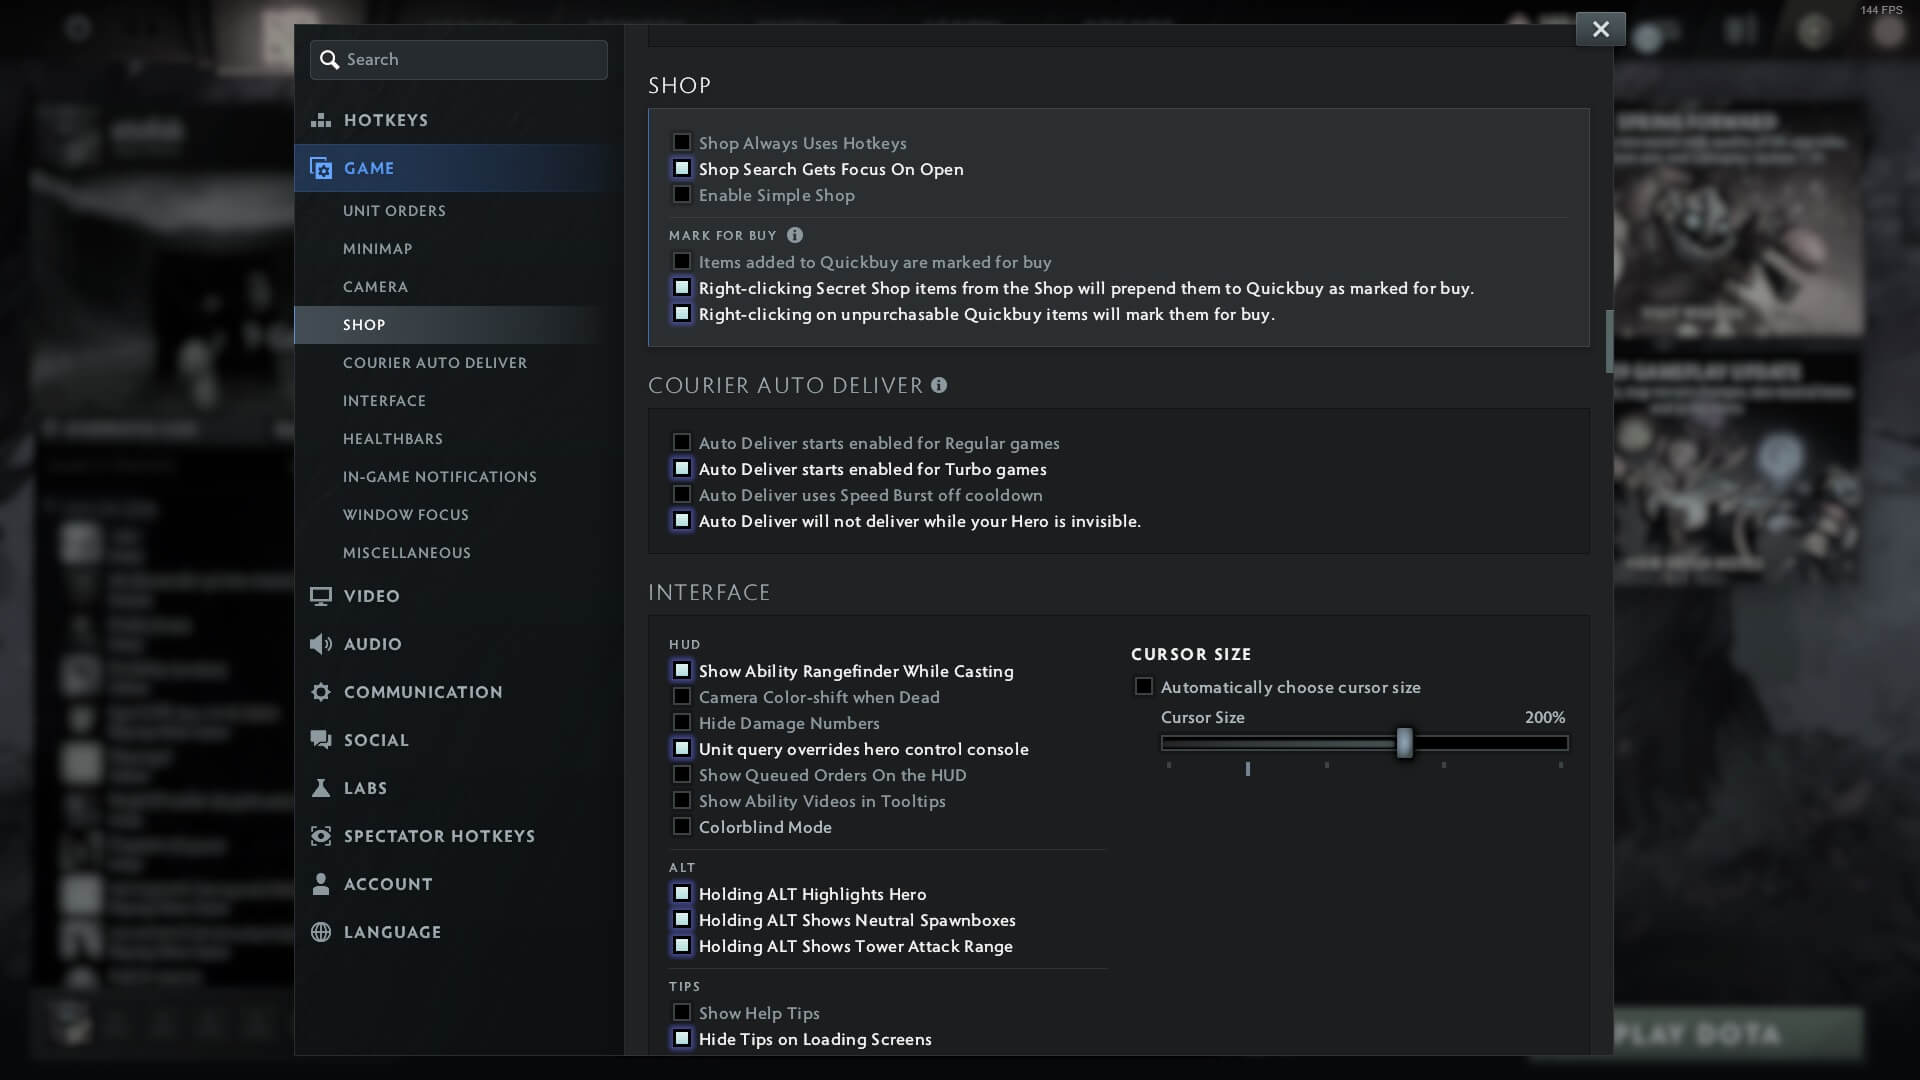 144 FPS
Search
HOTKEYS
GAME
UNIT ORDERS
MINIMAP
CAMERA
SHOP
COURIER AUTO DELIVER
INTERFACE
HEALTHBARS
IN-GAME NOTIFICATIONS
WINDOW FOCUS
MISCELLANEOUS
VIDEO
AUDIO
COMMUNICATION
SOCIAL
LABS
SPECTATOR HOTKEYS
ACCOUNT
LANGUAGE
SHOP
Shop Always Uses Hotkeys
Shop Search Gets Focus On Open
Enable Simple Shop
MARK FOR BUY
Items added to Quickbuy are marked for buy
Right-clicking Secret Shop items from the Shop will prepend them to Quickbuy as marked for buy.
Right-clicking on unpurchasable Quickbuy items will mark them for buy.
COURIER AUTO DELIVER
Auto Deliver starts enabled for Regular games
Auto Deliver starts enabled for Turbo games
Auto Deliver uses Speed Burst off cooldown
Auto Deliver will not deliver while your Hero is invisible.
INTERFACE
HUD
Show Ability Rangefinder While Casting
Camera Color-shift when Dead
Hide Damage Numbers
Unit query overrides hero control console
Show Queued Orders On the HUD
Show Ability Videos in Tooltips
Colorblind Mode
ALT
Holding ALT Highlights Hero
Holding ALT Shows Neutral Spawnboxes
Holding ALT Shows Tower Attack Range
TIPS
Show Help Tips
Hide Tips on Loading Screens
CURSOR SIZE
Automatically choose cursor size
Cursor Size 200%
SPRING FORWARD
GAMEPLAY UPDATE
PLAY DOTA